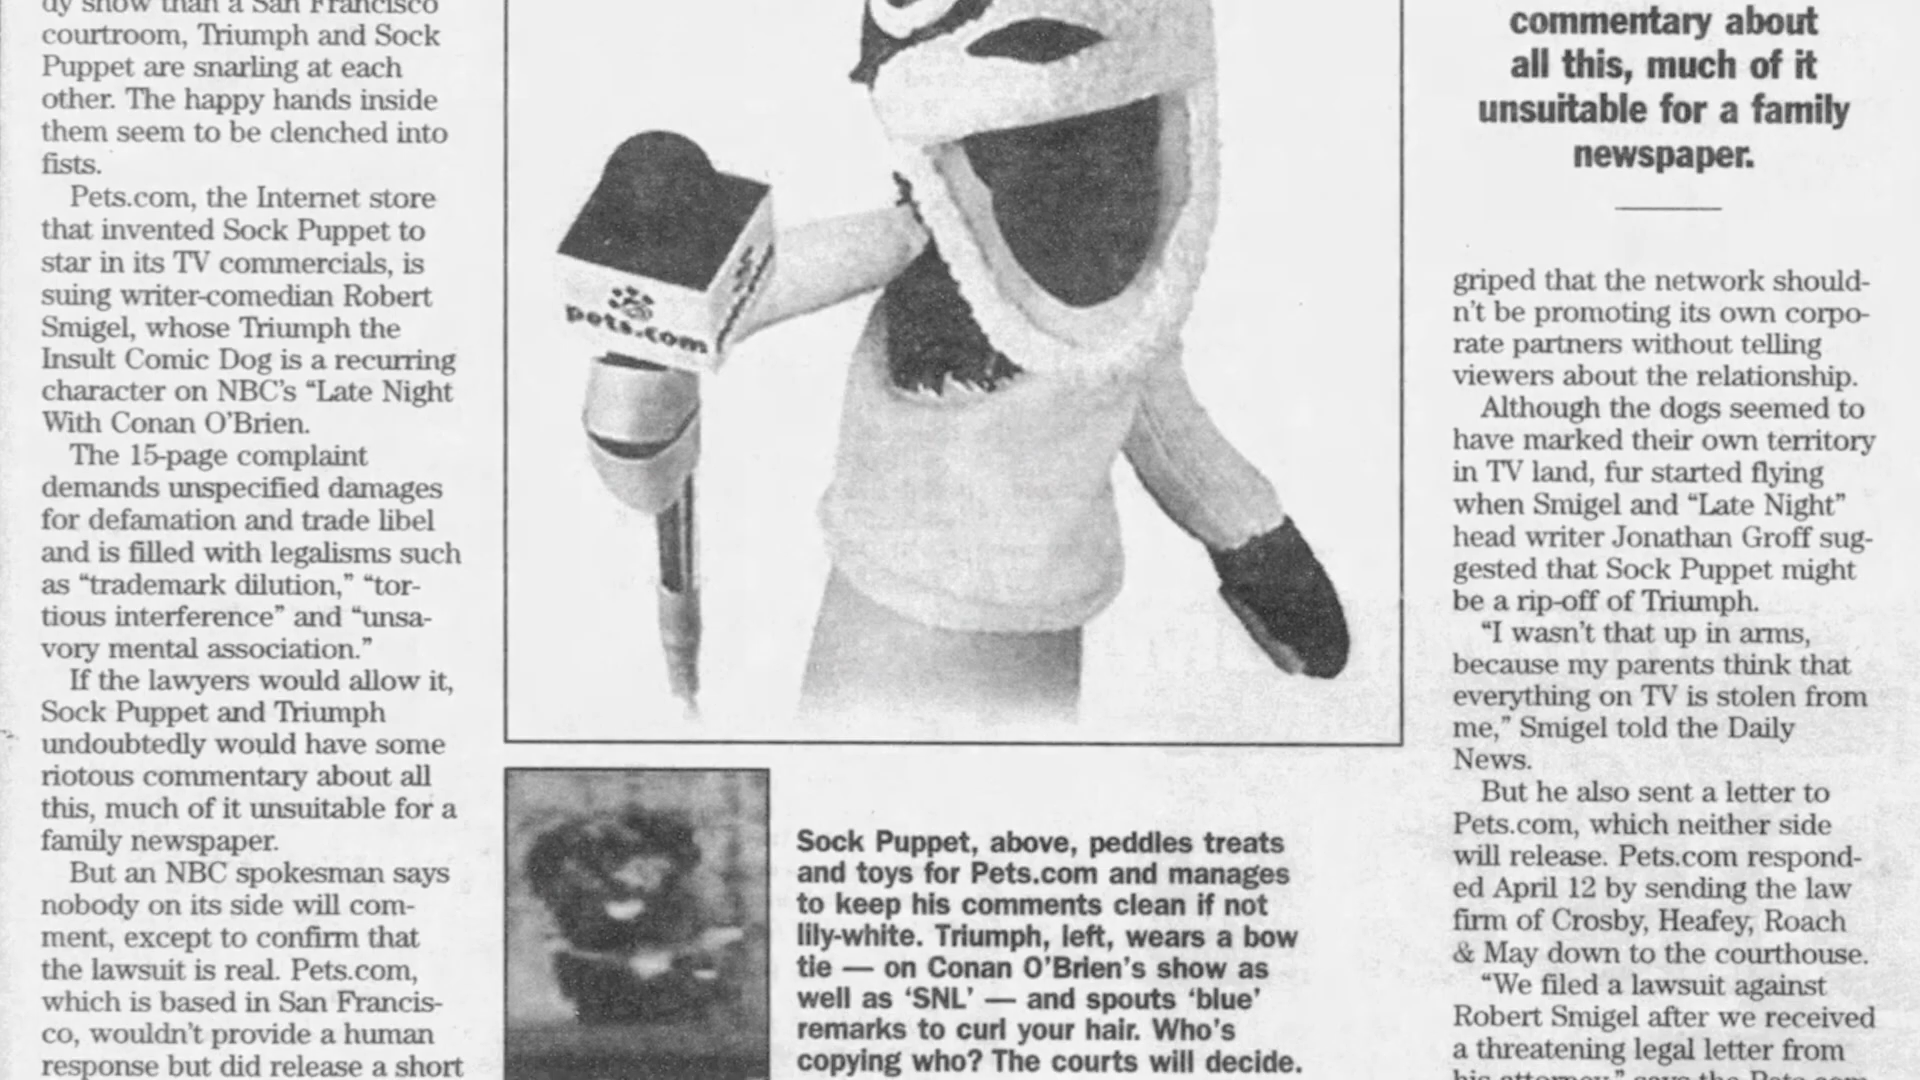 dy show than a San Francisco
courtroom, Triumph and Sock
Puppet are snarling at each
other. The happy hands inside
them seem to be clenched into
fists.
Pets.com, the Internet store
that invented Sock Puppet to
star in its TV commercials, is
suing writer-comedian Robert
Smigel, whose Triumph the
Insult Comic Dog is a recurring
character on NBC's “Late Night
With Conan O'Brien.
The 15-page complaint
demands unspecified damages
for defamation and trade libel
and is filled with legalisms such
as “trademark dilution,” “tor-
tious interference” and “unsa-
vory mental association.”
If the lawyers would allow it,
Sock Puppet and Triumph
undoubtedly would have some
riotous commentary about all
this, much of it unsuitable for a
family newspaper.
But an NBC spokesman says
nobody on its side will com-
ment, except to confirm that
the lawsuit is real. Pets.com,
which is based in San Francis-
co, wouldn't provide a human
response but did release a short
pets.com
Sock Puppet, above, peddles treats
and toys for Pets.com and manages
to keep his comments clean if not
lily-white. Triumph, left, wears a bow
tie — on Conan O'Brien's show as
well as ‘SNL’ — and spouts ‘blue’
remarks to curl your hair. Who's
copying who? The courts will decide.
commentary about
all this, much of it
unsuitable for a family
newspaper.
griped that the network should-
n't be promoting its own corpo-
rate partners without telling
viewers about the relationship.
Although the dogs seemed to
have marked their own territory
in TV land, fur started flying
when Smigel and “Late Night”
head writer Jonathan Groff sug-
gested that Sock Puppet might
be a rip-off of Triumph.
“I wasn't that up in arms,
because my parents think that
everything on TV is stolen from
me,” Smigel told the Daily
News.
But he also sent a letter to
Pets.com, which neither side
will release. Pets.com respond-
ed April 12 by sending the law
firm of Crosby, Heafey, Roach
& May down to the courthouse.
“We filed a lawsuit against
Robert Smigel after we received
a threatening legal letter from
his attorney,” says the Pets.com